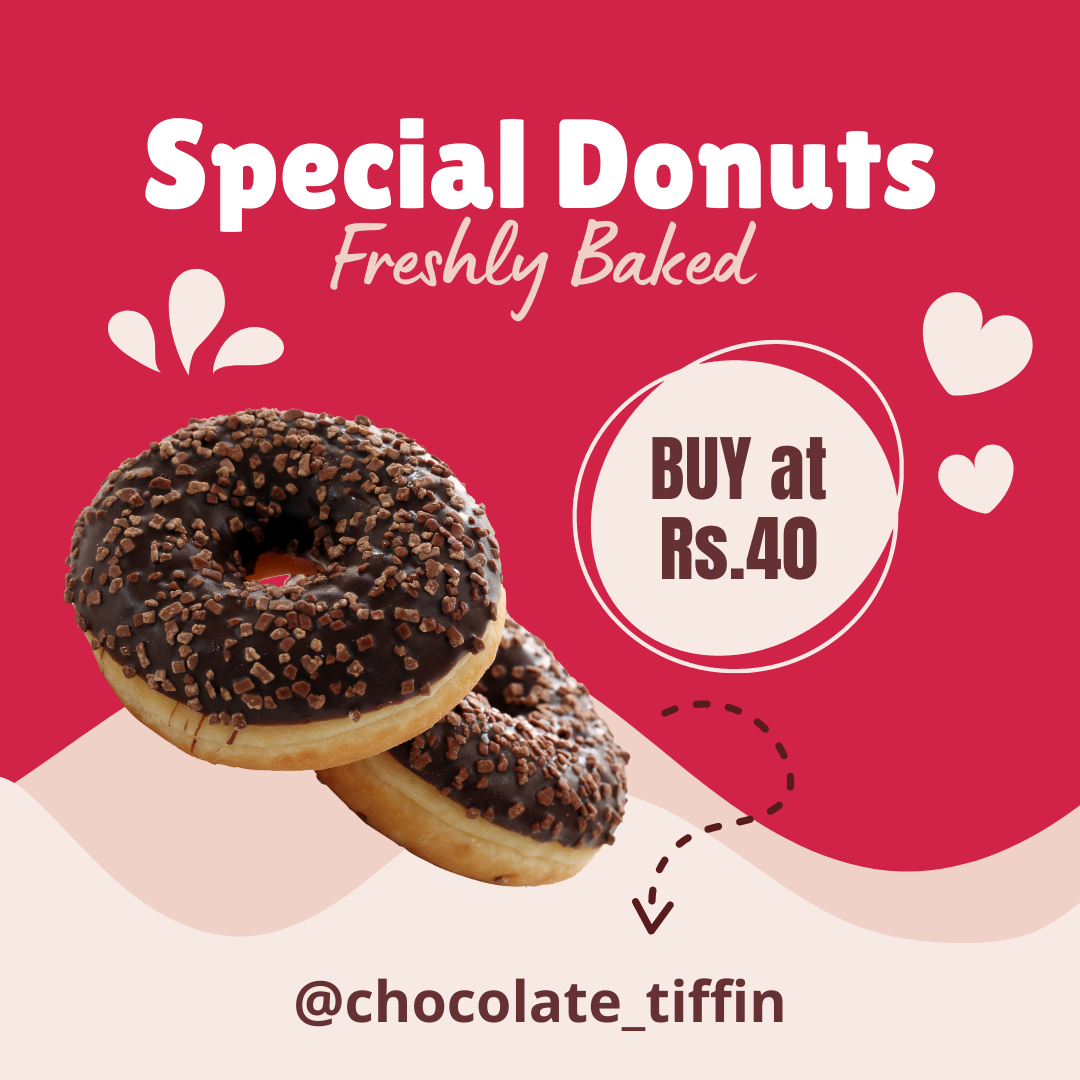 Special Donuts
Freshly Baked
BUY at
Rs.40
@chocolate_tiffin